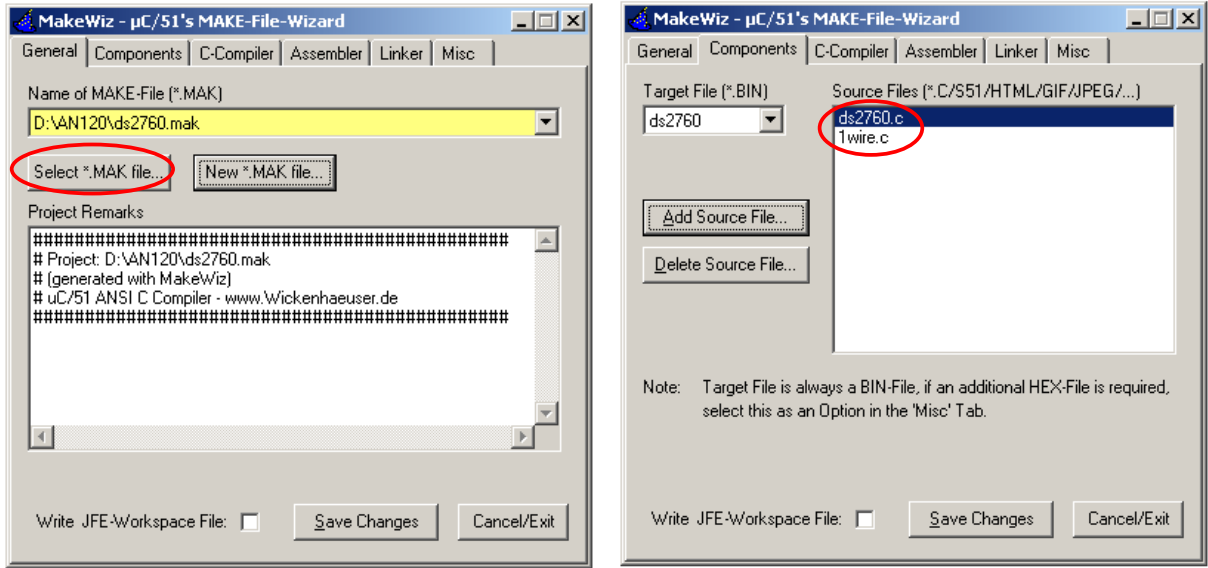 MakeWiz - µC/51's MAKE-File-Wizard
General Components C-Compiler Assembler Linker Misc
Name of MAKE-File (*.MAK)
D:\AN120\ds2760.mak
Select *.MAK file...
New *.MAK file...
Project Remarks
##############################################
# Project: D:\AN120\ds2760.mak
# (generated with MakeWiz)
# uC/51 ANSI C Compiler - www.Wickenhaeuser.de
##############################################
Write JFE-Workspace File:
Save Changes
Cancel/Exit
MakeWiz - µC/51's MAKE-File-Wizard
General Components C-Compiler Assembler Linker Misc
Target File (*.BIN)
Source Files (*.C/S51/HTML/GIF/JPEG/...)
ds2760
ds2760.c
1wire.c
Add Source File...
Delete Source File...
Note: Target File is always a BIN-File, if an additional HEX-File is required,
select this as an Option in the 'Misc' Tab.
Write JFE-Workspace File:
Save Changes
Cancel/Exit